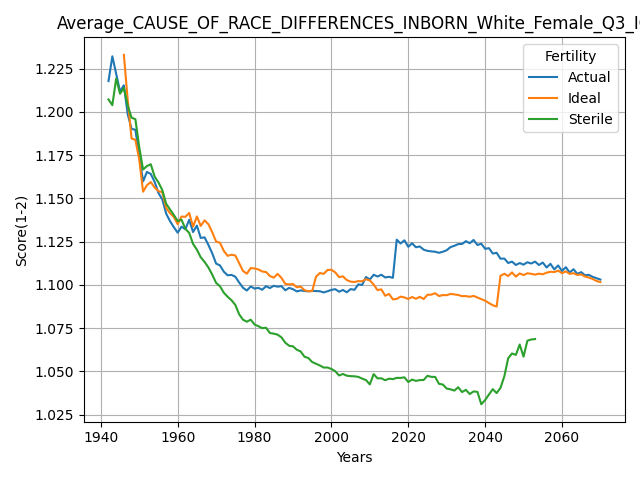 Average_CAUSE_OF_RACE_DIFFERENCES_INBORN_White_Female_Q3_I
Fertility
Actual
Ideal
Sterile
Score(1-2)
1.225
1.200
1.175
1.150
1.125
1.100
1.075
1.050
1.025
1940
1960
1980
2000
2020
2040
2060
Years